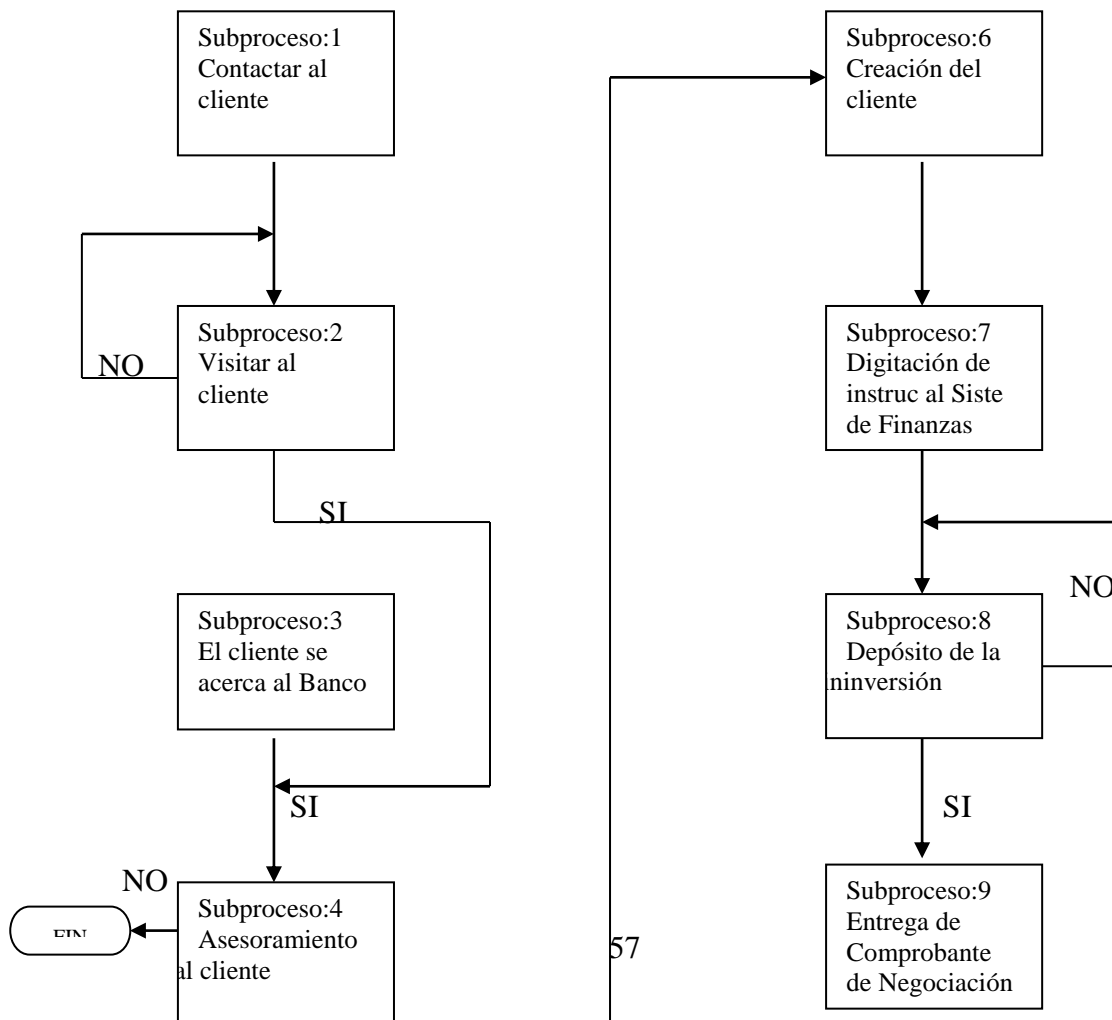 Subproceso:1
Contactar al
cliente
NO
Subproceso:2
Visitar al
cliente
SI
Subproceso:3
El cliente se
acerca al Banco
SI
NO
FIN
Subproceso:4
Asesoramiento
al cliente
Subproceso:6
Creación del
cliente
Subproceso:7
Digitación de
instruc al Siste
de Finanzas
NO
Subproceso:8
Depósito de la
ininversión
SI
Subproceso:9
Entrega de
Comprobante
de Negociación
57